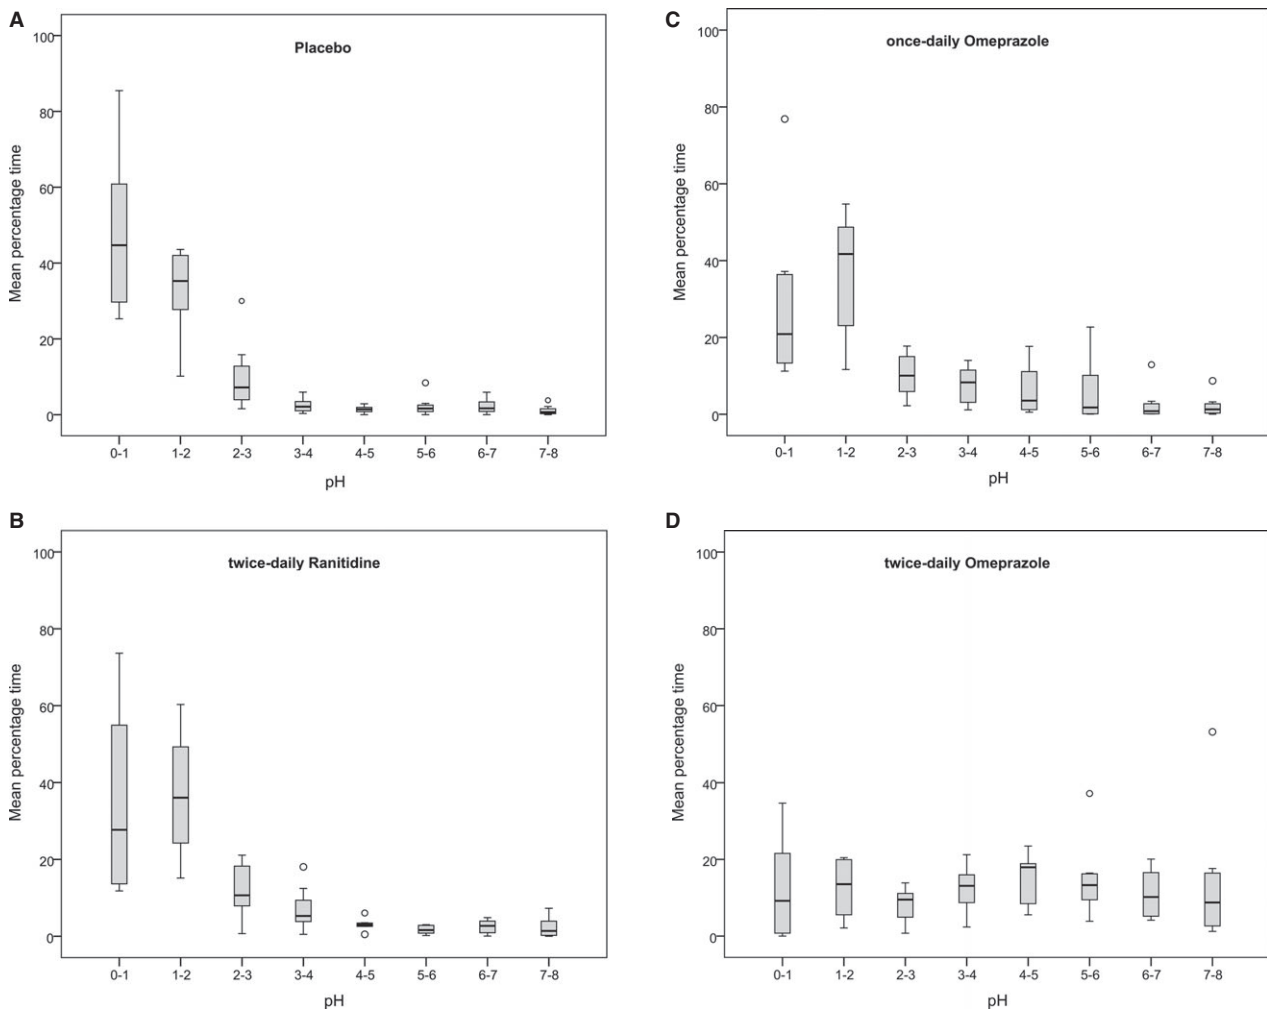 A
Placebo
100
80
60
40
20
0
Mean percentage time
0-1 1-2 2-3 3-4 4-5 5-6 6-7 7-8
pH
B
twice-daily Ranitidine
100
80
60
40
20
0
Mean percentage time
0-1 1-2 2-3 3-4 4-5 5-6 6-7 7-8
pH
C
once-daily Omeprazole
100
80
60
40
20
0
Mean percentage time
0-1 1-2 2-3 3-4 4-5 5-6 6-7 7-8
pH
D
twice-daily Omeprazole
100
80
60
40
20
0
Mean percentage time
0-1 1-2 2-3 3-4 4-5 5-6 6-7 7-8
pH